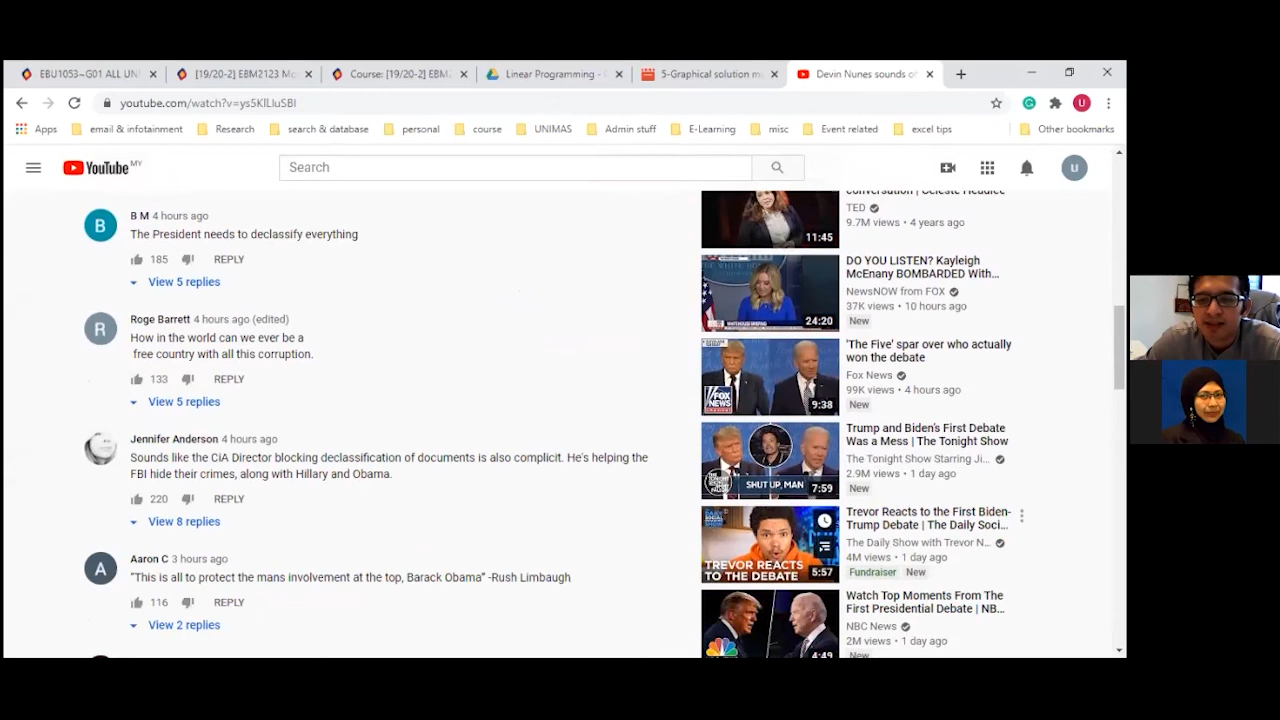 EBU1053~G01 ALL UN
[19/20-2] EBM2123 Mo
Course: [19/20-2] EBM
Linear Programming -
5-Graphical solution m
Devin Nunes sounds of
youtube.com/watch?v=ys5KlLIuSBI
Apps
email & infotainment
Research
search & database
personal
course
UNIMAS
Admin stuff
E-Learning
misc
Event related
excel tips
Other bookmarks
YouTube MY
Search
B M 4 hours ago
The President needs to declassify everything
185 REPLY
View 5 replies
Roge Barrett 4 hours ago (edited)
How in the world can we ever be a
free country with all this corruption.
133 REPLY
View 5 replies
Jennifer Anderson 4 hours ago
Sounds like the CiA Director blocking declassification of documents is also complicit. He's helping the
FBI hide their crimes, along with Hillary and Obama.
220 REPLY
View 8 replies
Aaron C 3 hours ago
"This is all to protect the mans involvement at the top, Barack Obama" -Rush Limbaugh
116 REPLY
View 2 replies
conversation | Celeste Headlee
TED
9.7M views • 4 years ago
11:45
DO YOU LISTEN? Kayleigh
McEnany BOMBARDED With...
NewsNOW from FOX
37K views • 10 hours ago
New
24:20
'The Five' spar over who actually
won the debate
Fox News
99K views • 4 hours ago
New
FOX
NEWS
9:38
Trump and Biden's First Debate
Was a Mess | The Tonight Show
The Tonight Show Starring Ji...
2.9M views • 1 day ago
New
SHUT UP, MAN
7:59
Trevor Reacts to the First Biden-
Trump Debate | The Daily Soci...
The Daily Show with Trevor N...
4M views • 1 day ago
Fundraiser New
TREVOR REACTS
TO THE DEBATE
5:57
Watch Top Moments From The
First Presidential Debate | NB...
NBC News
2M views • 1 day ago
New
4:49